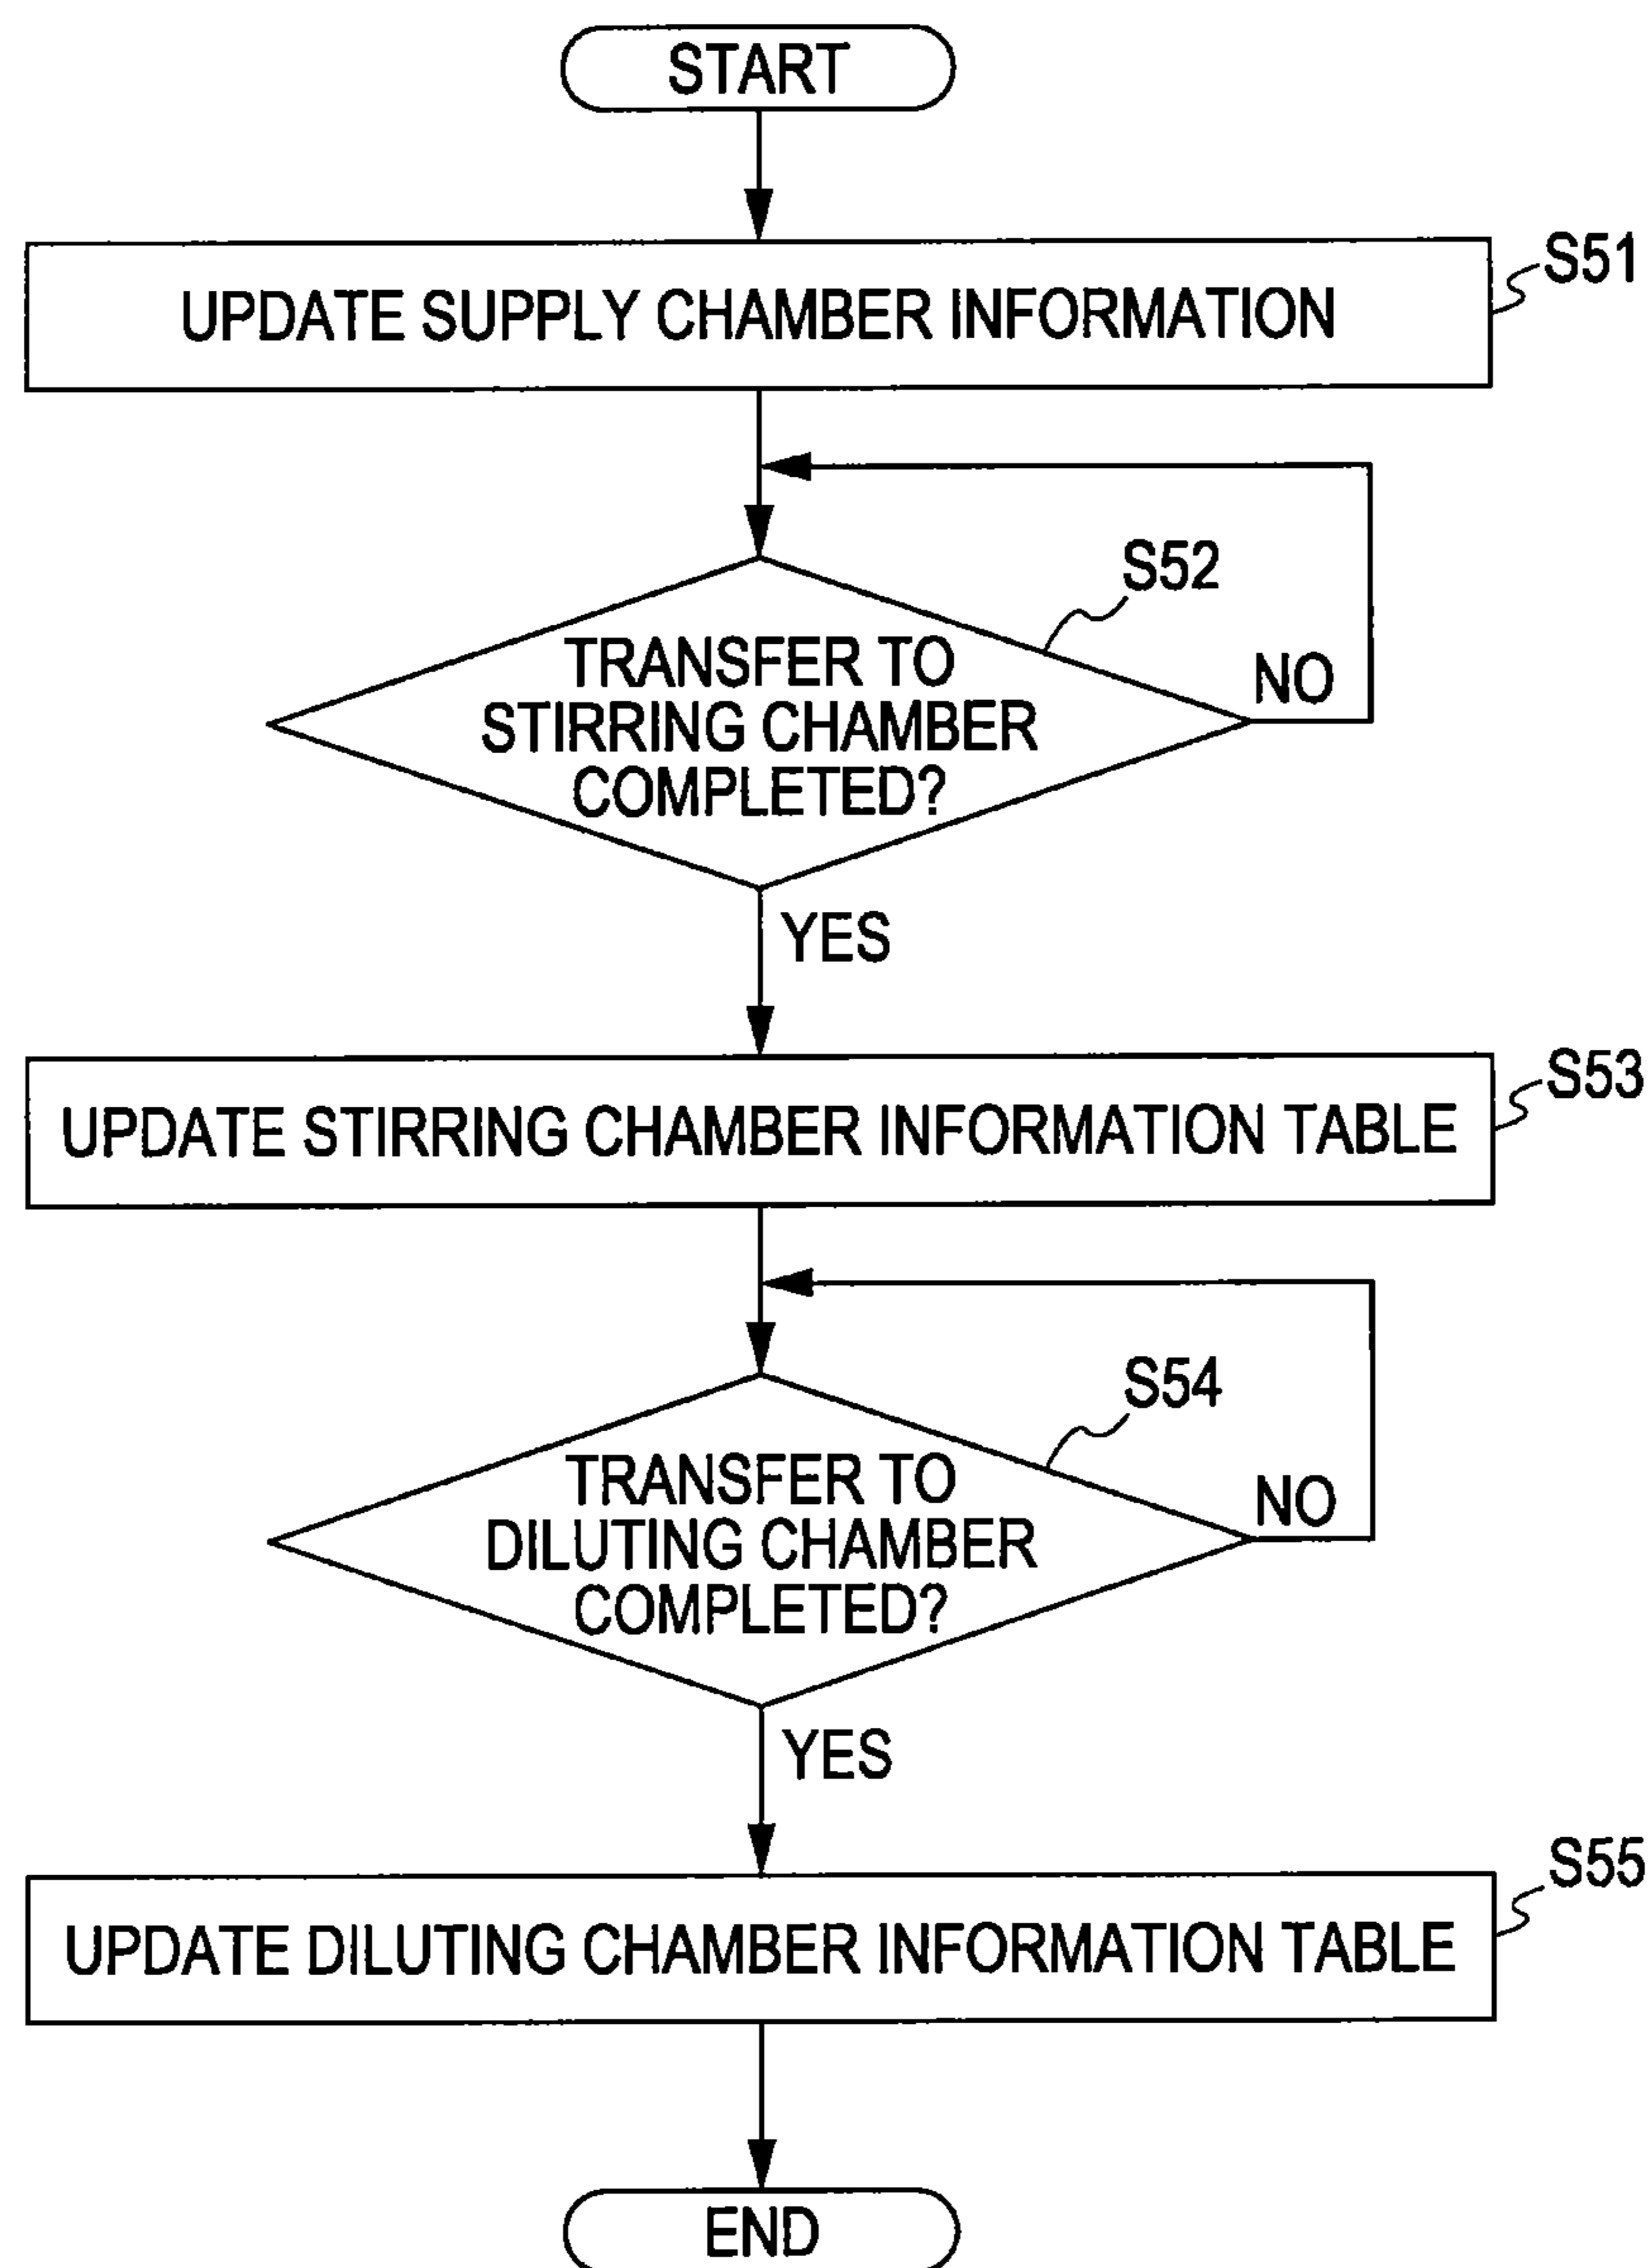 START
UPDATE SUPPLY CHAMBER INFORMATION
S51
S52
TRANSFER TO
STIRRING CHAMBER
COMPLETED?
NO
YES
UPDATE STIRRING CHAMBER INFORMATION TABLE
S53
S54
TRANSFER TO
DILUTING CHAMBER
COMPLETED?
NO
YES
UPDATE DILUTING CHAMBER INFORMATION TABLE
S55
END